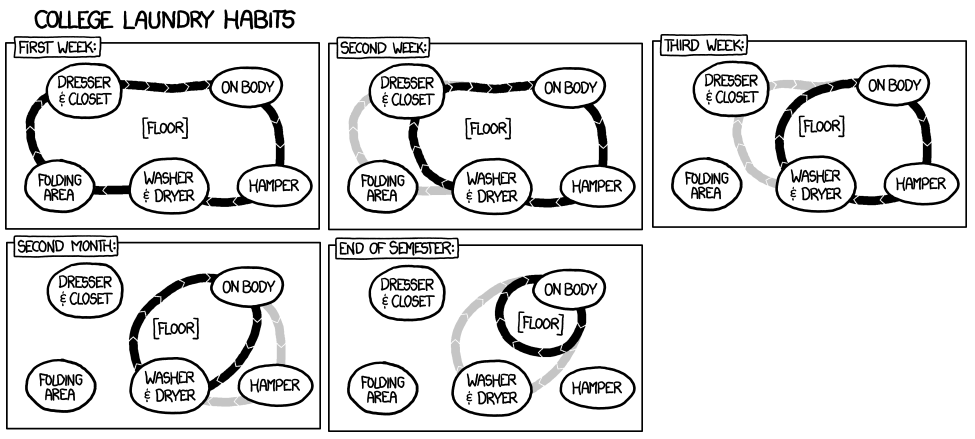 COLLEGE LAUNDRY HABITS
FIRST WEEK:
DRESSER
& CLOSET
ON BODY
[FLOOR]
FOLDING
AREA
WASHER
& DRYER
HAMPER
SECOND WEEK:
DRESSER
& CLOSET
ON BODY
[FLOOR]
FOLDING
AREA
WASHER
& DRYER
HAMPER
THIRD WEEK:
DRESSER
& CLOSET
ON BODY
[FLOOR]
FOLDING
AREA
WASHER
& DRYER
HAMPER
SECOND MONTH:
DRESSER
& CLOSET
ON BODY
[FLOOR]
FOLDING
AREA
WASHER
& DRYER
HAMPER
END OF SEMESTER:
DRESSER
& CLOSET
ON BODY
[FLOOR]
FOLDING
AREA
WASHER
& DRYER
HAMPER